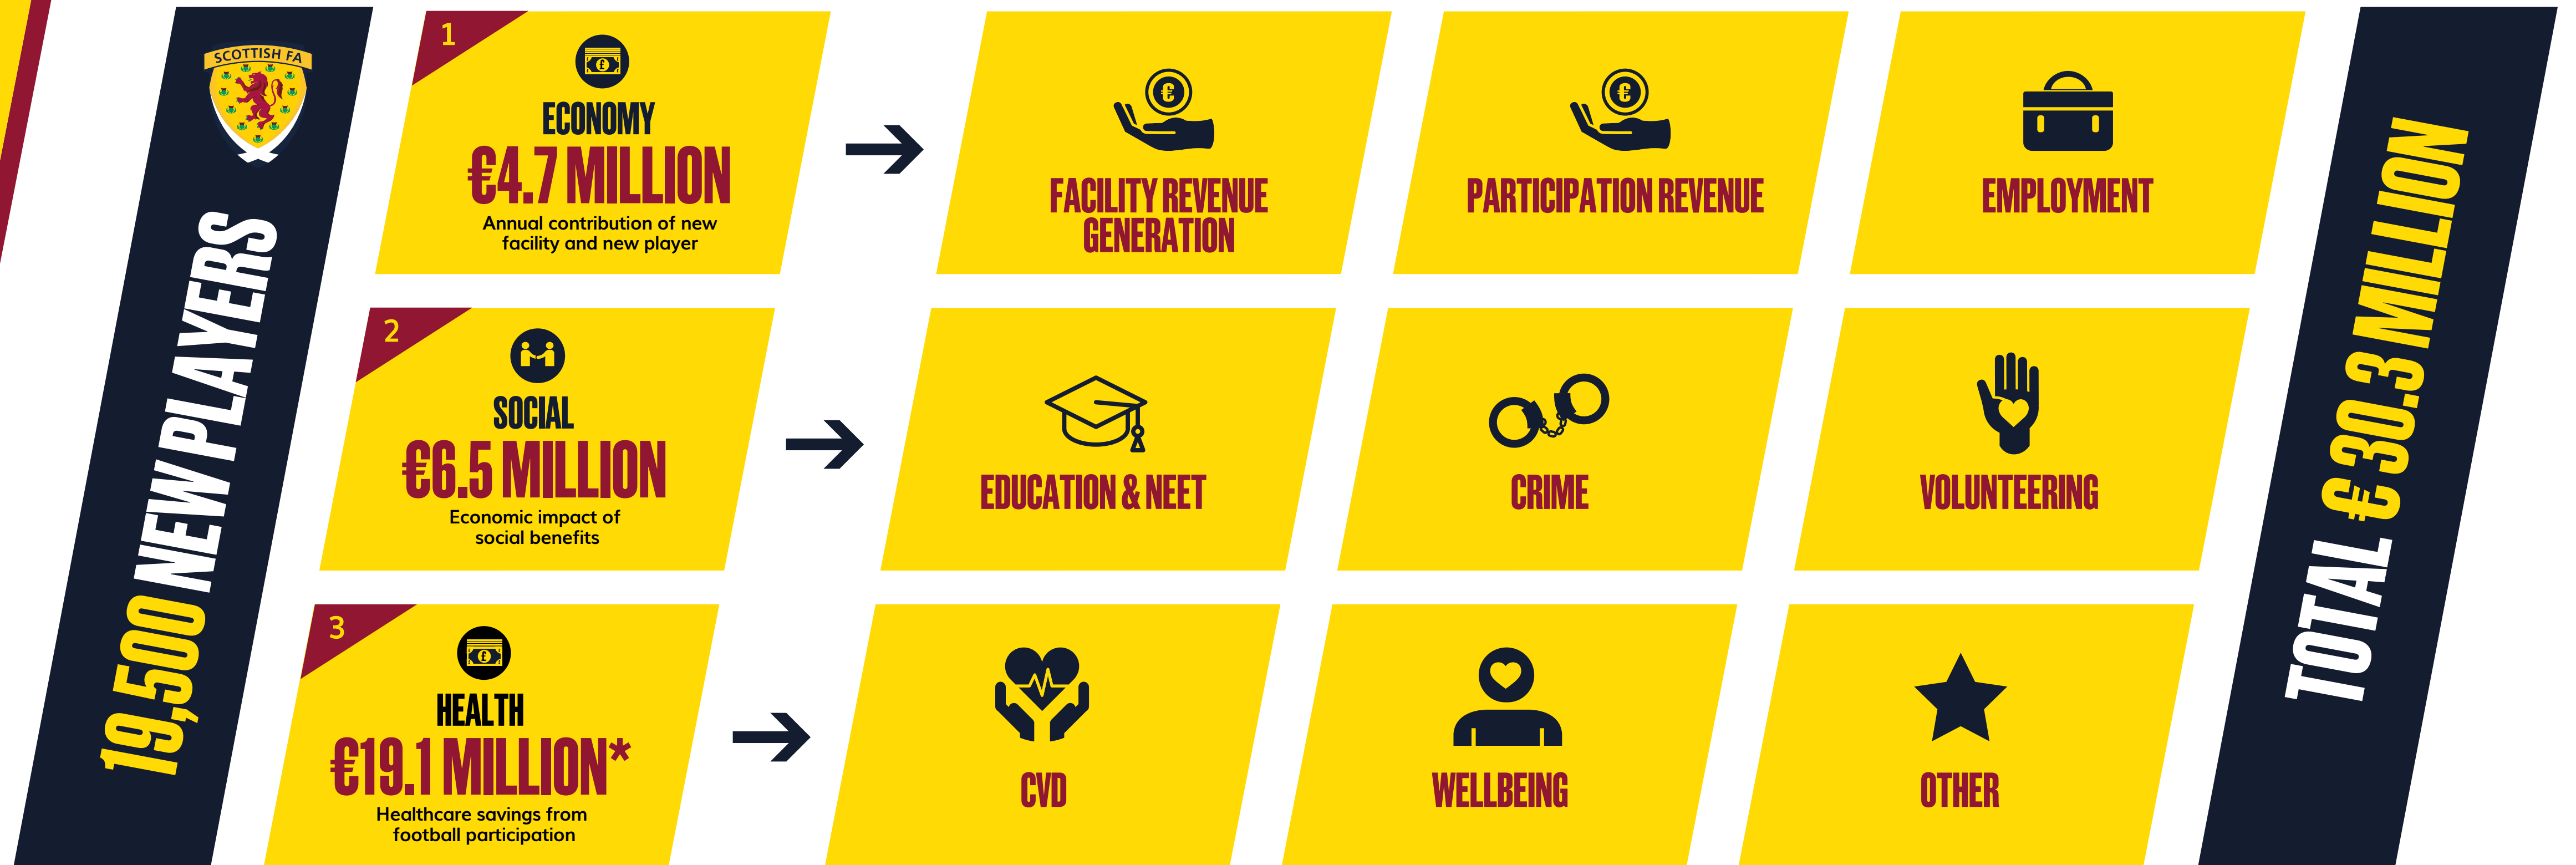 SCOTTISH FA
19,500 NEW PLAYERS
1
£
ECONOMY
€4.7 MILLION
Annual contribution of new
facility and new player
€
FACILITY REVENUE
GENERATION
€
PARTICIPATION REVENUE
EMPLOYMENT
2
SOCIAL
€6.5 MILLION
Economic impact of
social benefits
EDUCATION & NEET
CRIME
VOLUNTEERING
3
£
HEALTH
€19.1 MILLION*
Healthcare savings from
football participation
CVD
WELLBEING
OTHER
TOTAL € 30.3 MILLION